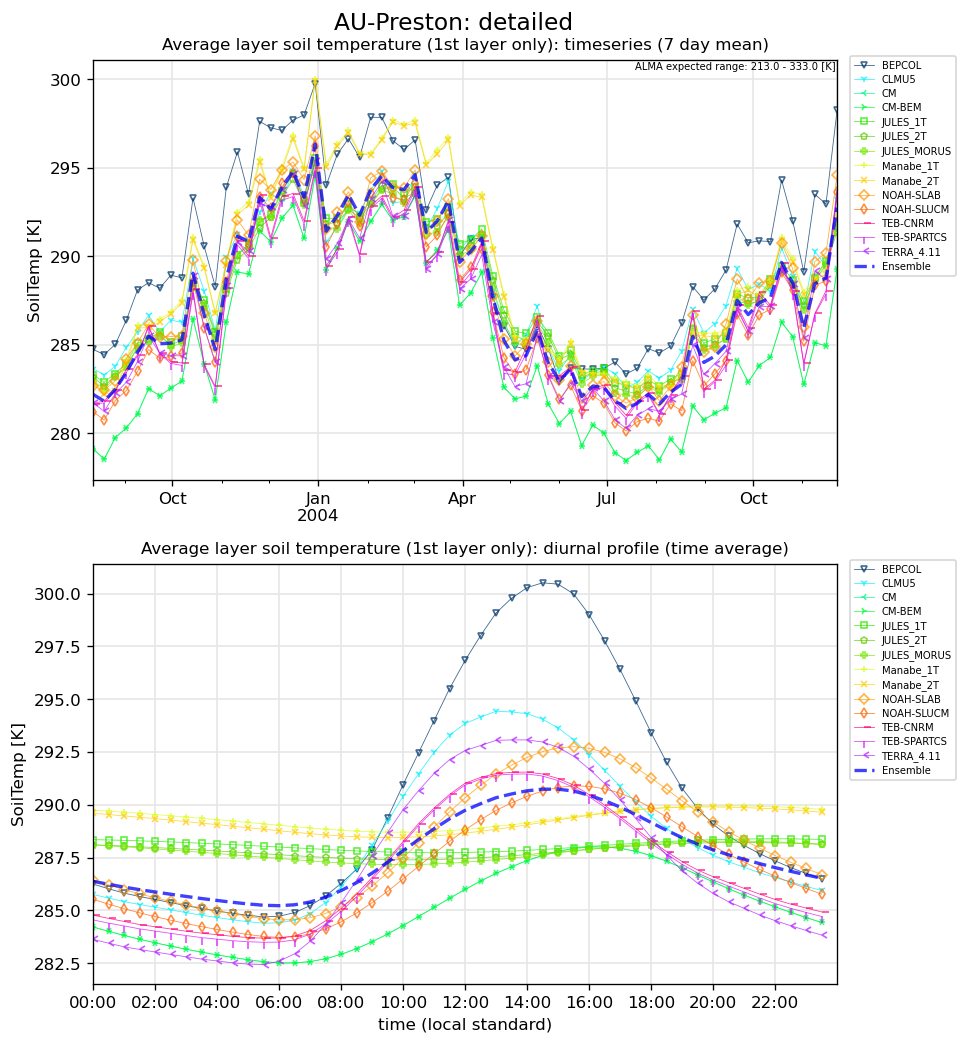 AU-Preston: detailed
Average layer soil temperature (1st layer only): timeseries (7 day mean)
ALMA expected range: 213.0 - 333.0 [K]
SoilTemp [K]
300
295
290
285
280
Oct
Jan
2004
Apr
Jul
Oct
BEPCOL
CLMU5
CM
CM-BEM
JULES_1T
JULES_2T
JULES_MORUS
Manabe_1T
Manabe_2T
NOAH-SLAB
NOAH-SLUCM
TEB-CNRM
TEB-SPARTCS
TERRA_4.11
Ensemble
Average layer soil temperature (1st layer only): diurnal profile (time average)
SoilTemp [K]
300.0
297.5
295.0
292.5
290.0
287.5
285.0
282.5
00:00
02:00
04:00
06:00
08:00
10:00
12:00
14:00
16:00
18:00
20:00
22:00
time (local standard)
BEPCOL
CLMU5
CM
CM-BEM
JULES_1T
JULES_2T
JULES_MORUS
Manabe_1T
Manabe_2T
NOAH-SLAB
NOAH-SLUCM
TEB-CNRM
TEB-SPARTCS
TERRA_4.11
Ensemble